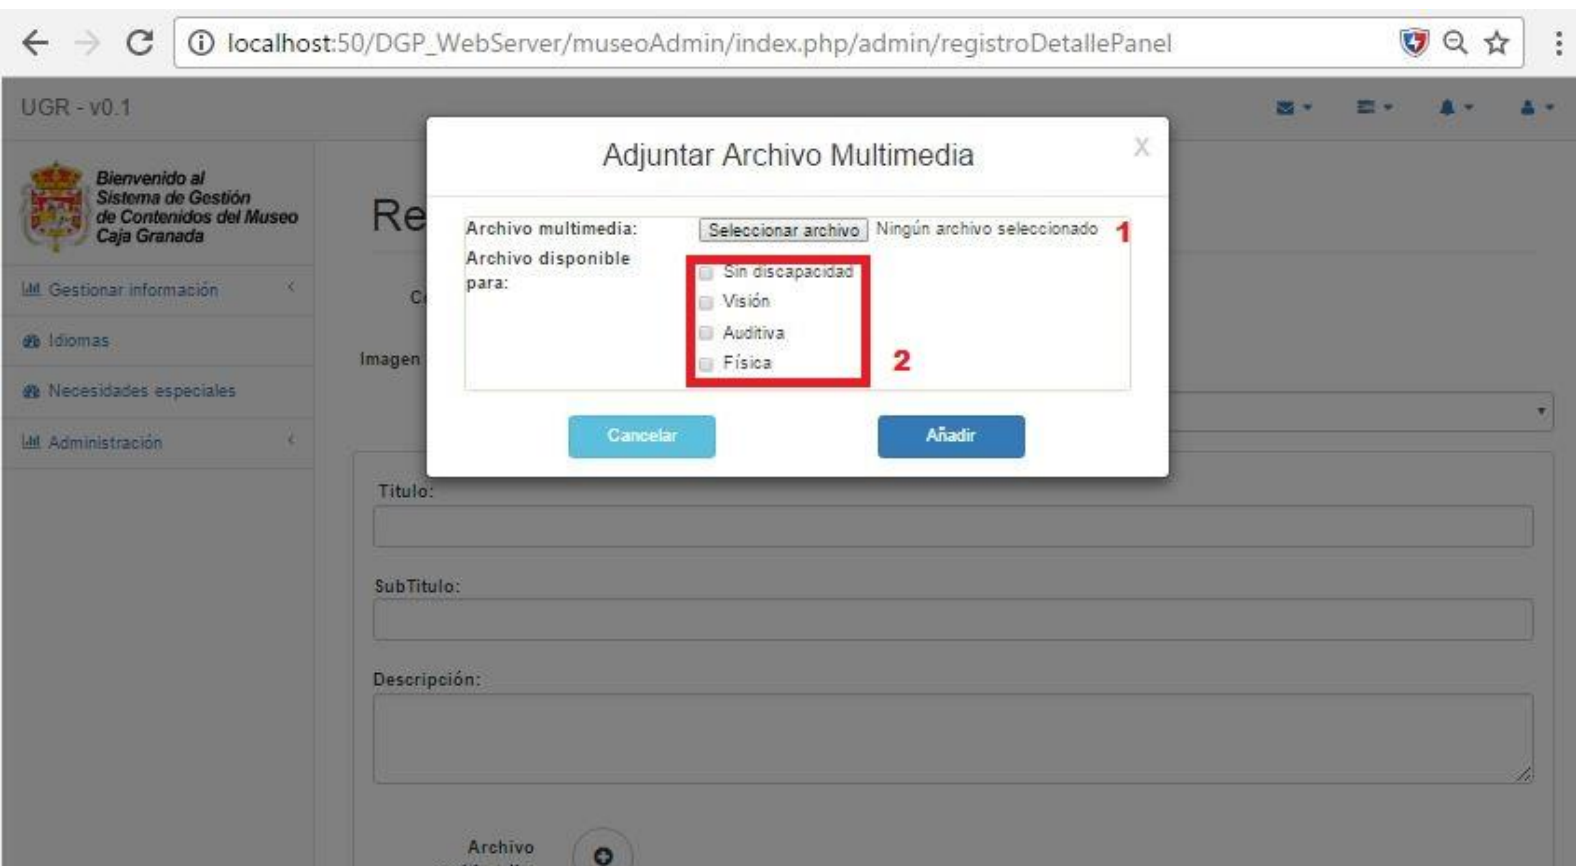 localhost:50/DGP_WebServer/museoAdmin/index.php/admin/registroDetallePanel
UGR - v0.1
Bienvenido al
Sistema de Gestión
de Contenidos del Museo
Caja Granada
Gestionar información
Idiomas
Necesidades especiales
Administración
Re
Imagen
Adjuntar Archivo Multimedia
X
Archivo multimedia:
Seleccionar archivo Ningún archivo seleccionado 1
Archivo disponible
para:
Sin discapacidad
Visión
Auditiva
Física
2
Cancelar
Añadir
Titulo:
SubTitulo:
Descripción:
Archivo